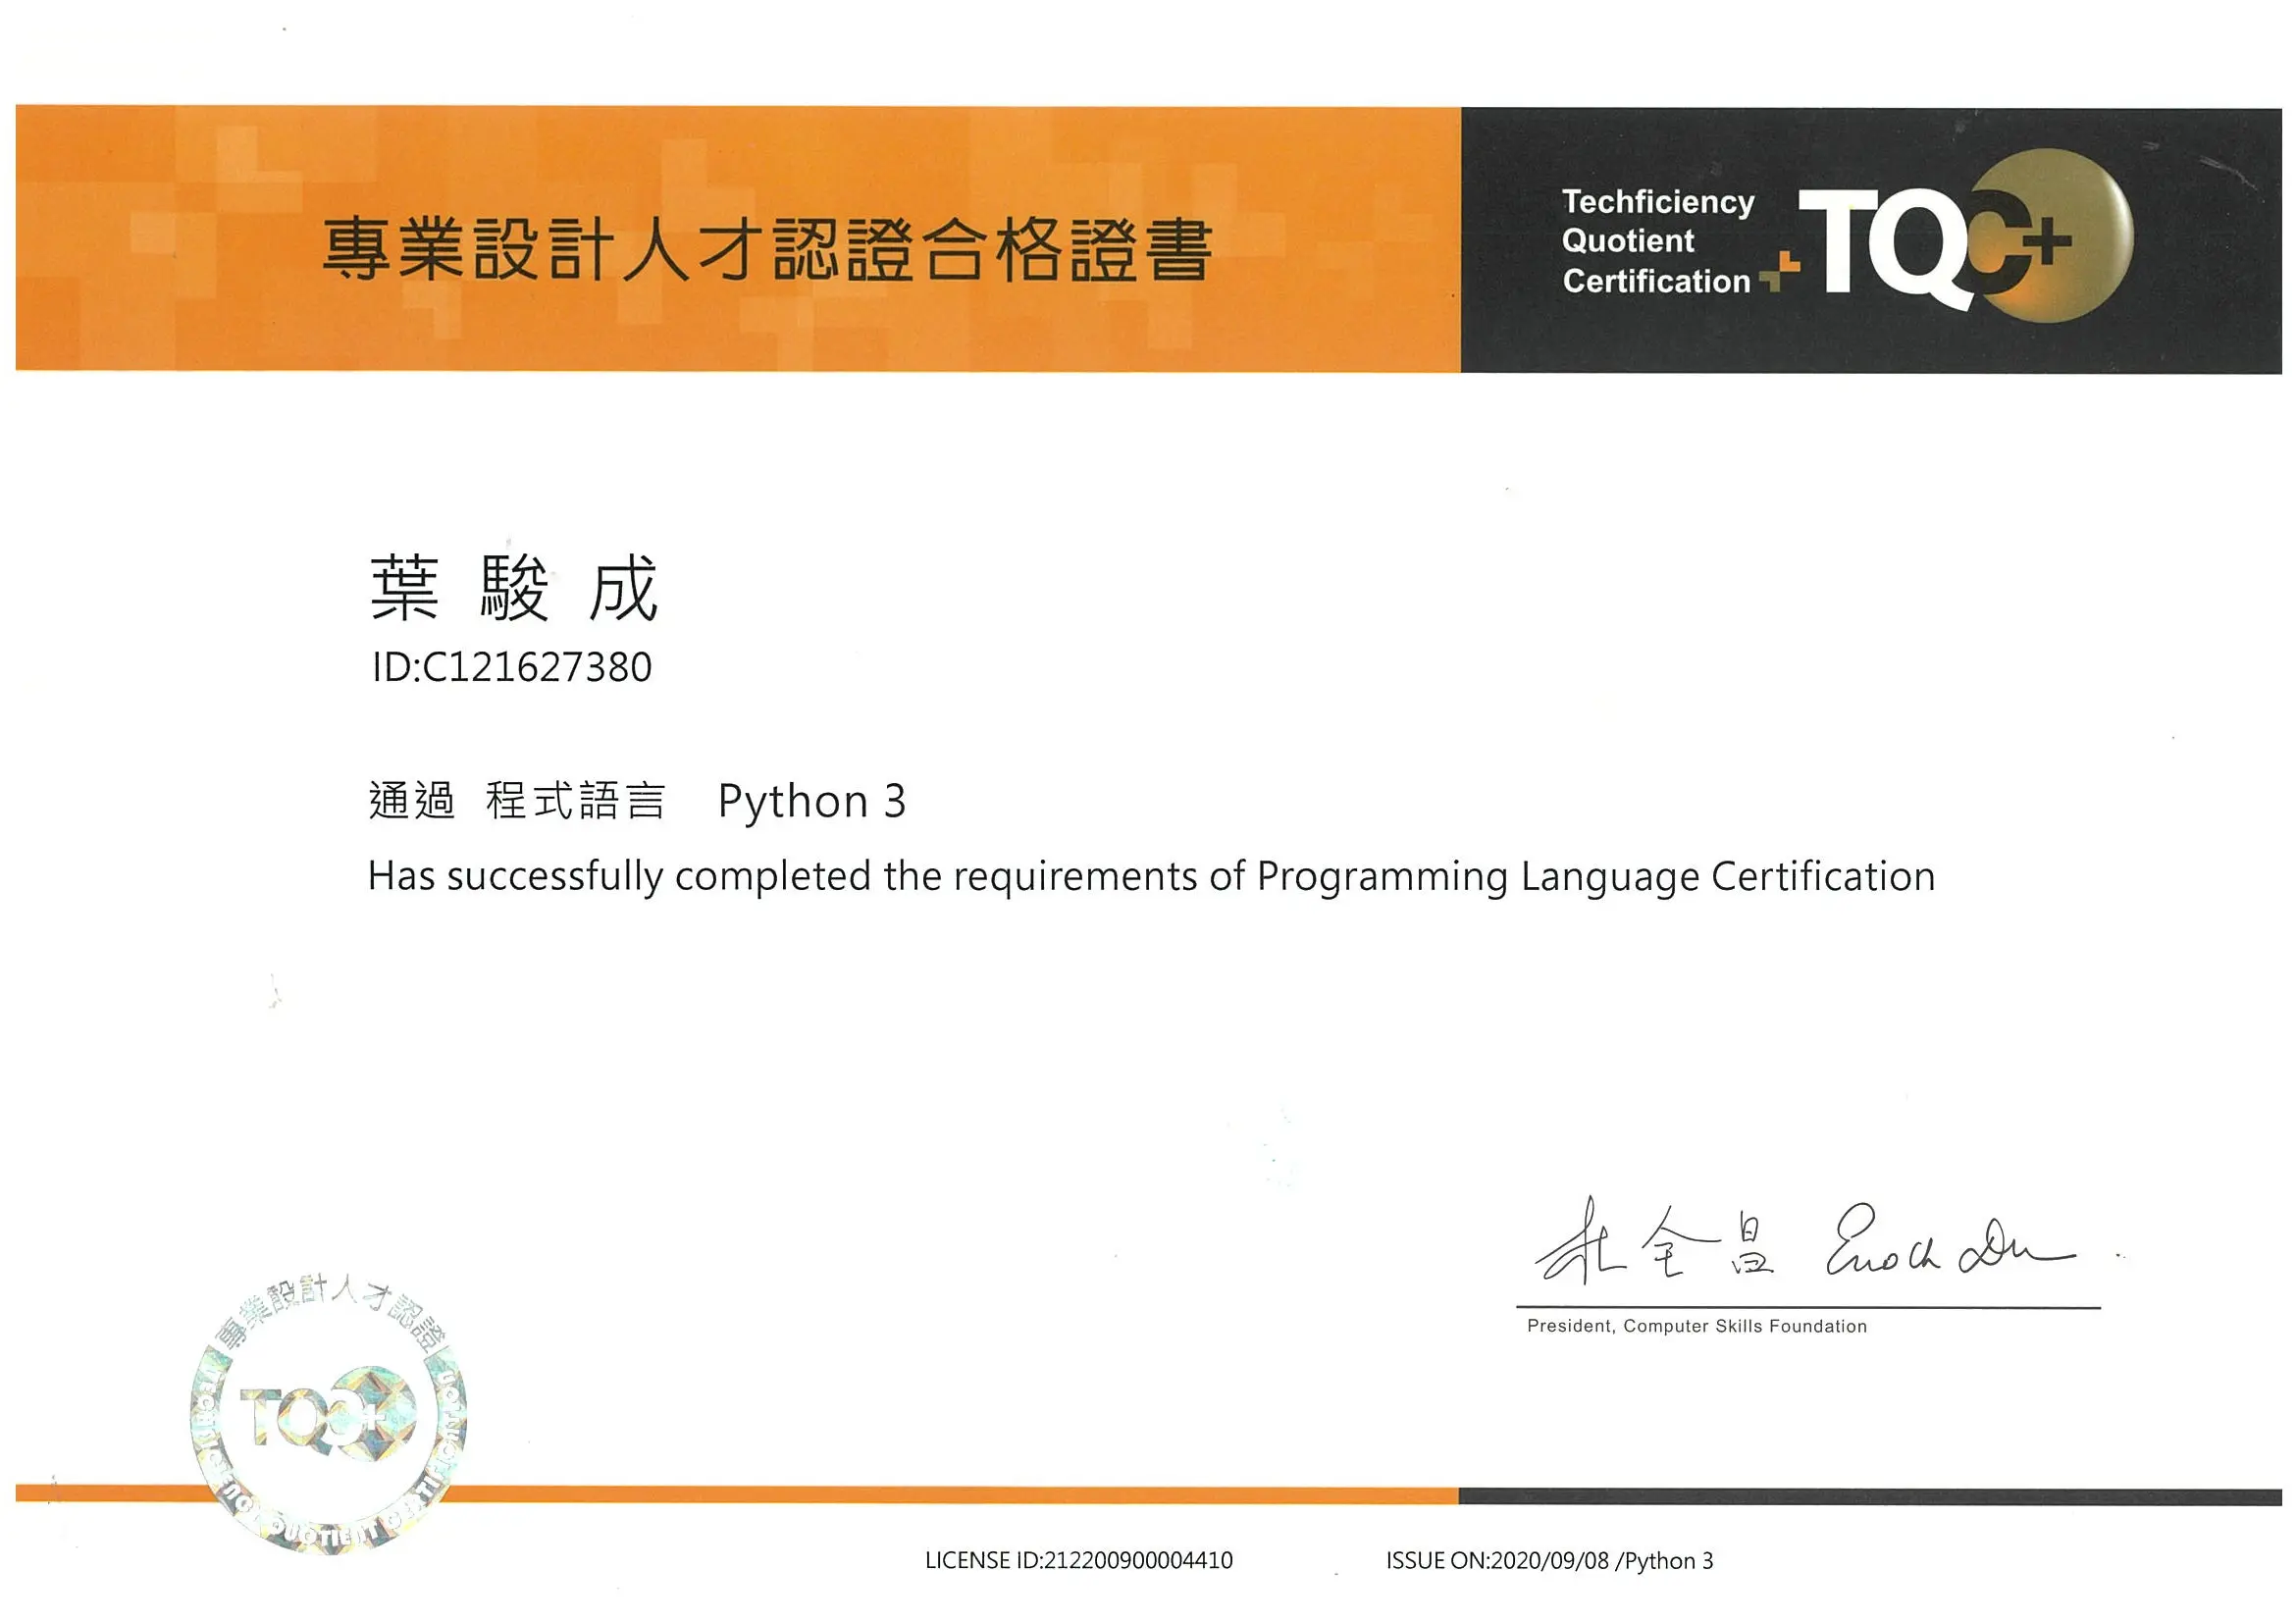 專業設計人才認證合格證書
Techficiency
Quotient
Certification
TQC+
葉駿成
ID:C121627380
通過 程式語言 Python 3
Has successfully completed the requirements of Programming Language Certification
杜全昌 Enoch Du
President, Computer Skills Foundation
專業設計人才認證
TECHFICIENCY QUOTIENT CERTIFICATION
TQC+
LICENSE ID:212200900004410
ISSUE ON:2020/09/08 /Python 3